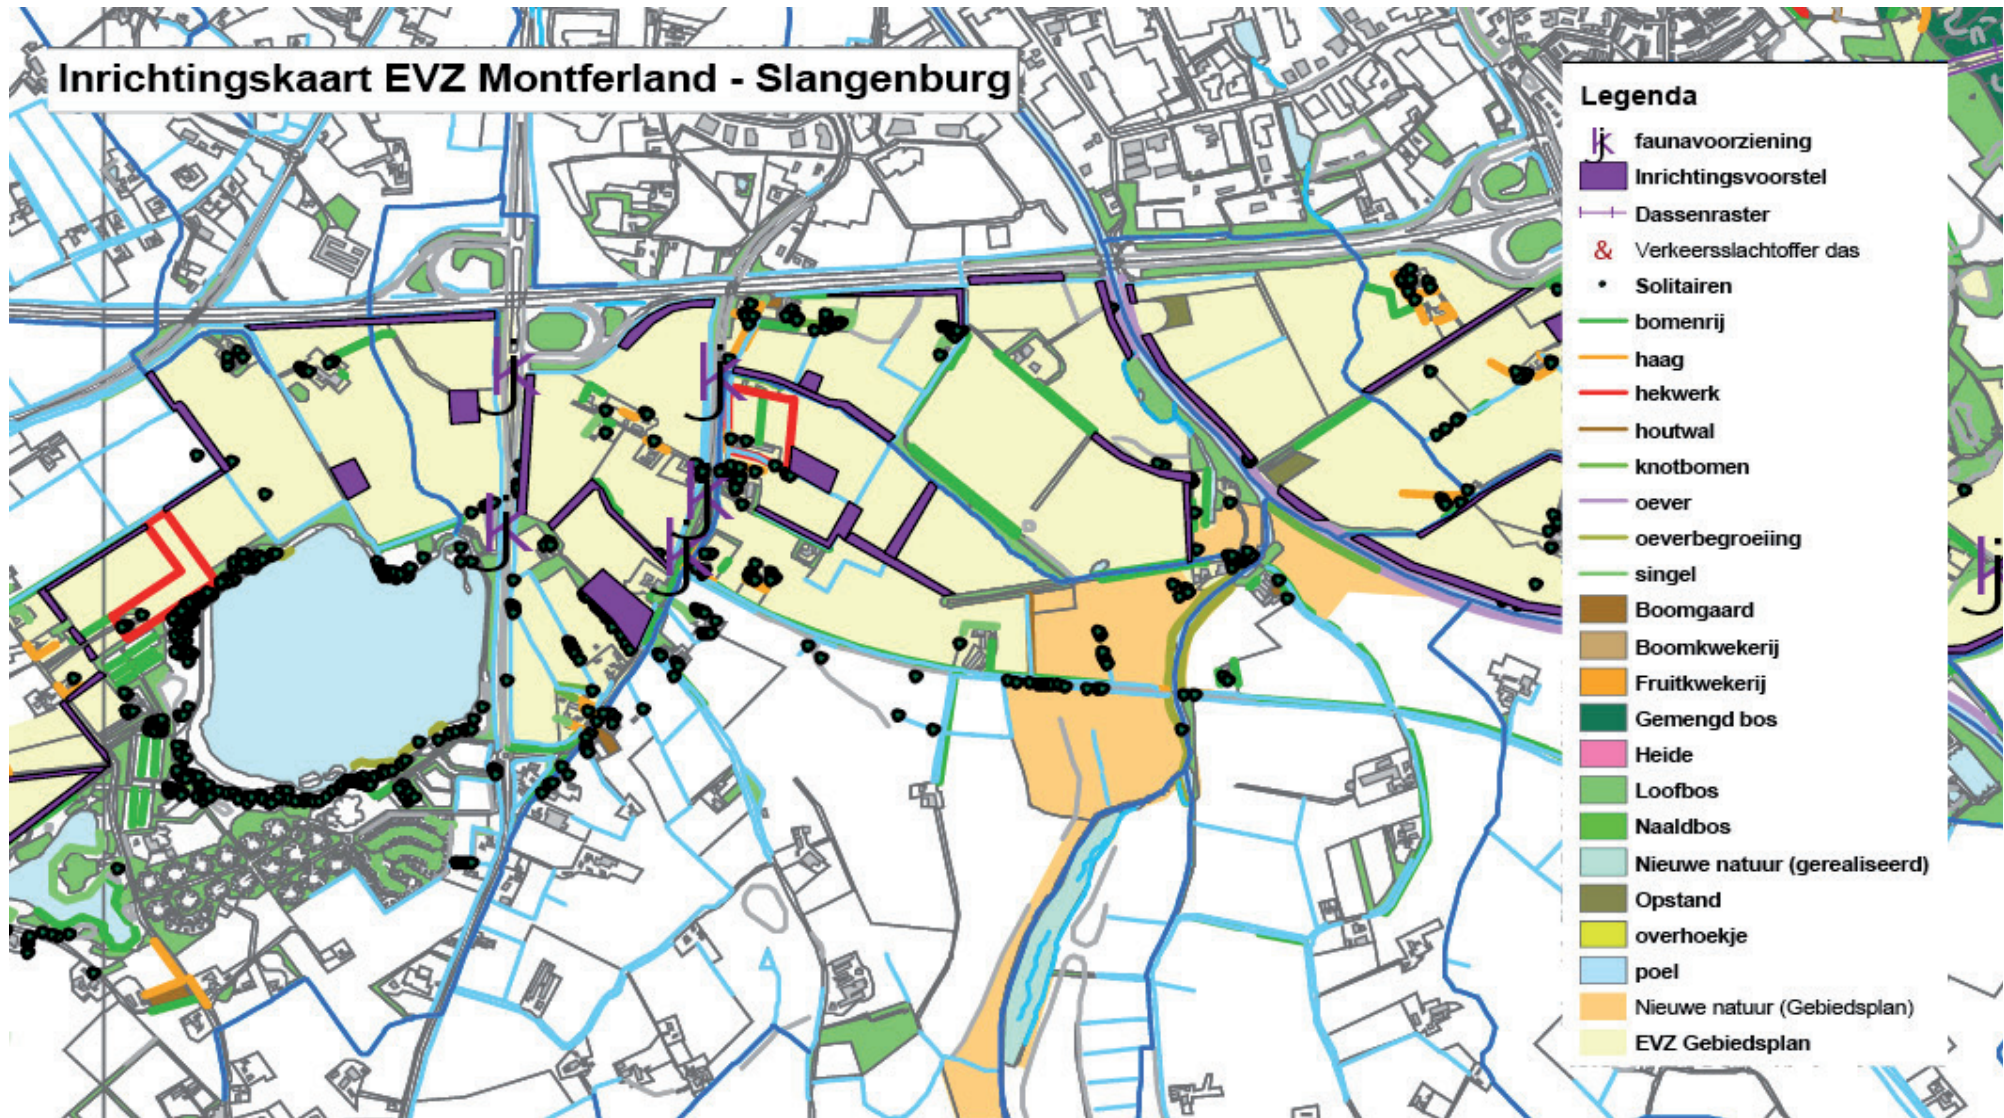 Inrichtingskaart EVZ Montferland - Slangenburg
Legenda
faunavoorziening
Inrichtingsvoorstel
Dassenraster
& Verkeersslachtoffer das
Solitairen
bomenrij
haag
hekwerk
houtwal
knotbomen
oever
oeverbegroeiing
singel
Boomgaard
Boomkwekerij
Fruitkwekerij
Gemengd bos
Heide
Loofbos
Naaldbos
Nieuwe natuur (gerealiseerd)
Opstand
overhoekje
poel
Nieuwe natuur (Gebiedsplan)
EVZ Gebiedsplan